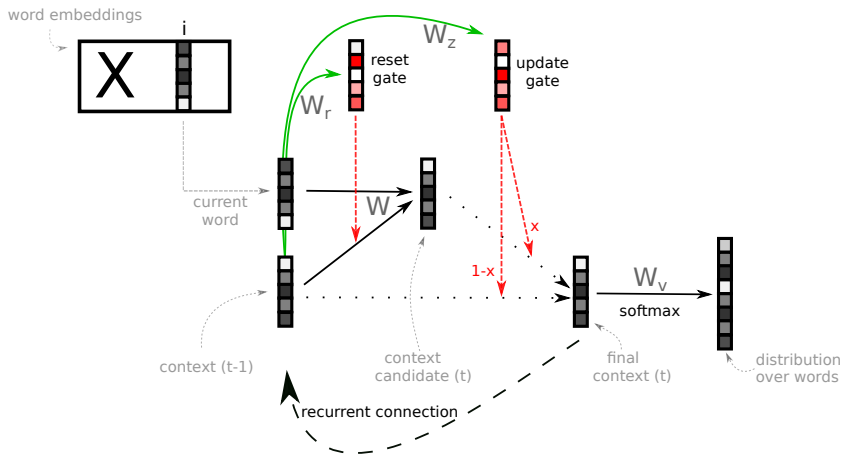 word embeddings
i
X
W_z
reset
gate
update
gate
W_r
current
word
W
x
1-x
W_v
softmax
context (t-1)
context
candidate (t)
final
context (t)
distribution
over words
recurrent connection